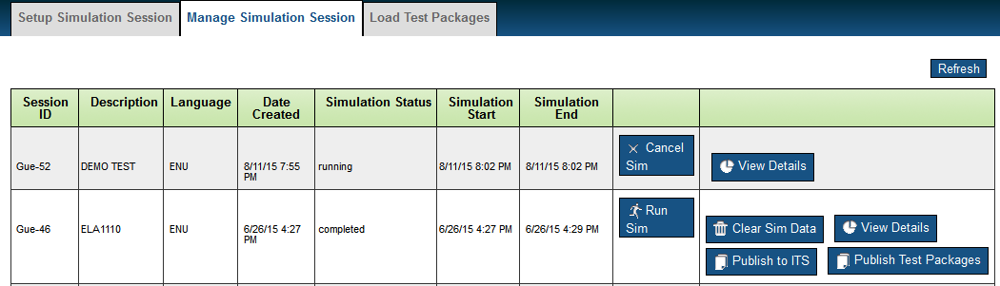 Setup Simulation Session
Manage Simulation Session
Load Test Packages
Refresh
Session ID
Description
Language
Date Created
Simulation Status
Simulation Start
Simulation End
Gue-52
DEMO TEST
ENU
8/11/15 7:55 PM
running
8/11/15 8:02 PM
8/11/15 8:02 PM
Cancel Sim
View Details
Gue-46
ELA1110
ENU
6/26/15 4:27 PM
completed
6/26/15 4:27 PM
6/26/15 4:29 PM
Run Sim
Clear Sim Data
View Details
Publish to ITS
Publish Test Packages